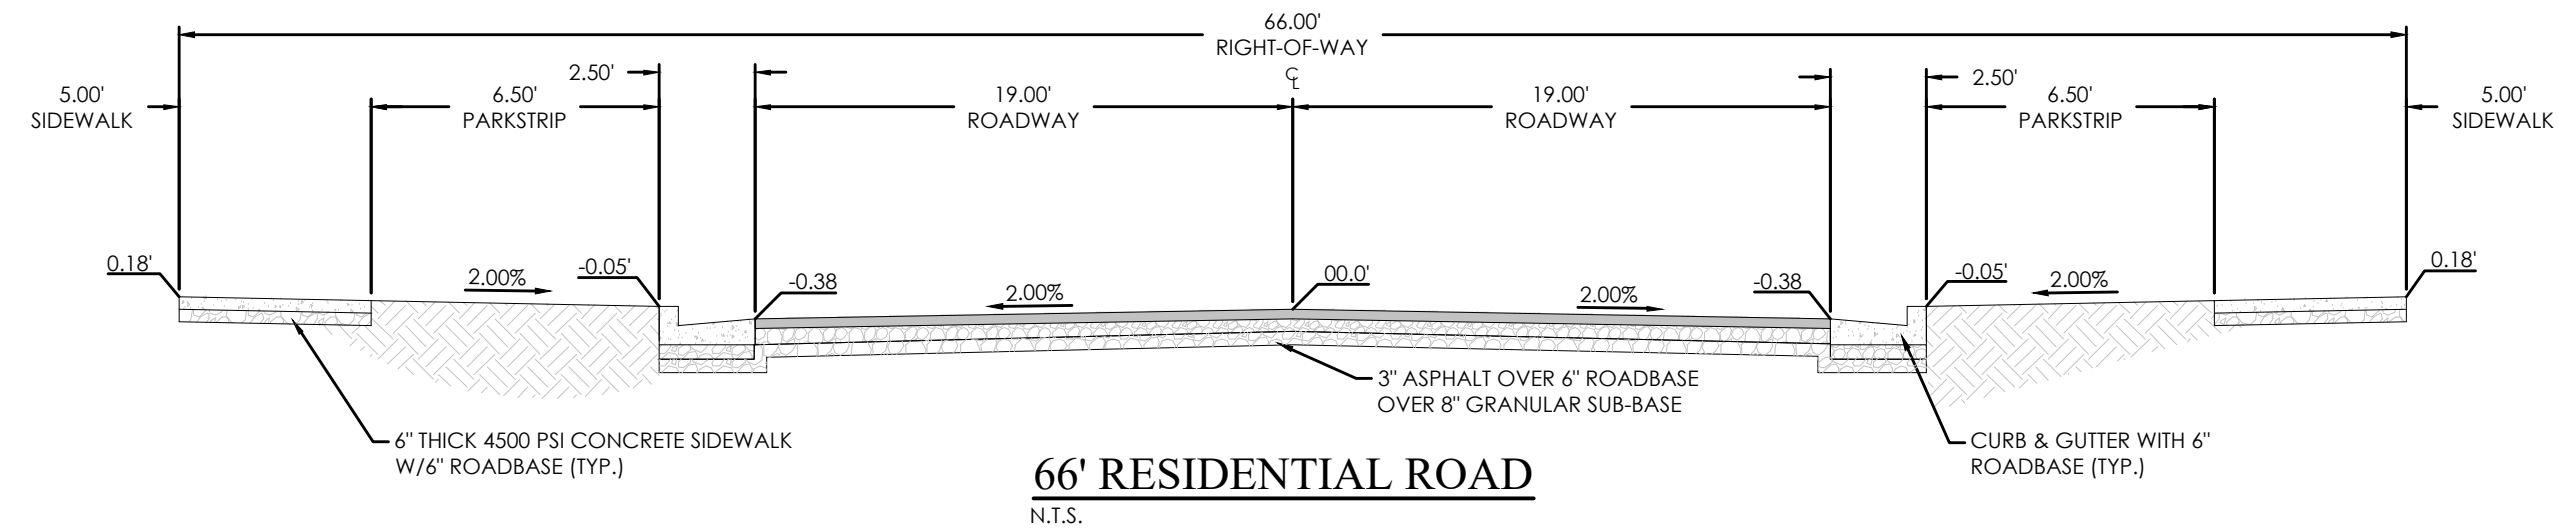 66.00'
RIGHT-OF-WAY
℄
2.50'
2.50'
5.00'
SIDEWALK
6.50'
PARKSTRIP
19.00'
ROADWAY
19.00'
ROADWAY
6.50'
PARKSTRIP
5.00'
SIDEWALK
0.18'
2.00%
-0.05'
-0.38
2.00%
00.0'
2.00%
-0.38
-0.05'
2.00%
0.18'
3" ASPHALT OVER 6" ROADBASE
OVER 8" GRANULAR SUB-BASE
6" THICK 4500 PSI CONCRETE SIDEWALK
W/6" ROADBASE (TYP.)
CURB & GUTTER WITH 6"
ROADBASE (TYP.)
66' RESIDENTIAL ROAD
N.T.S.